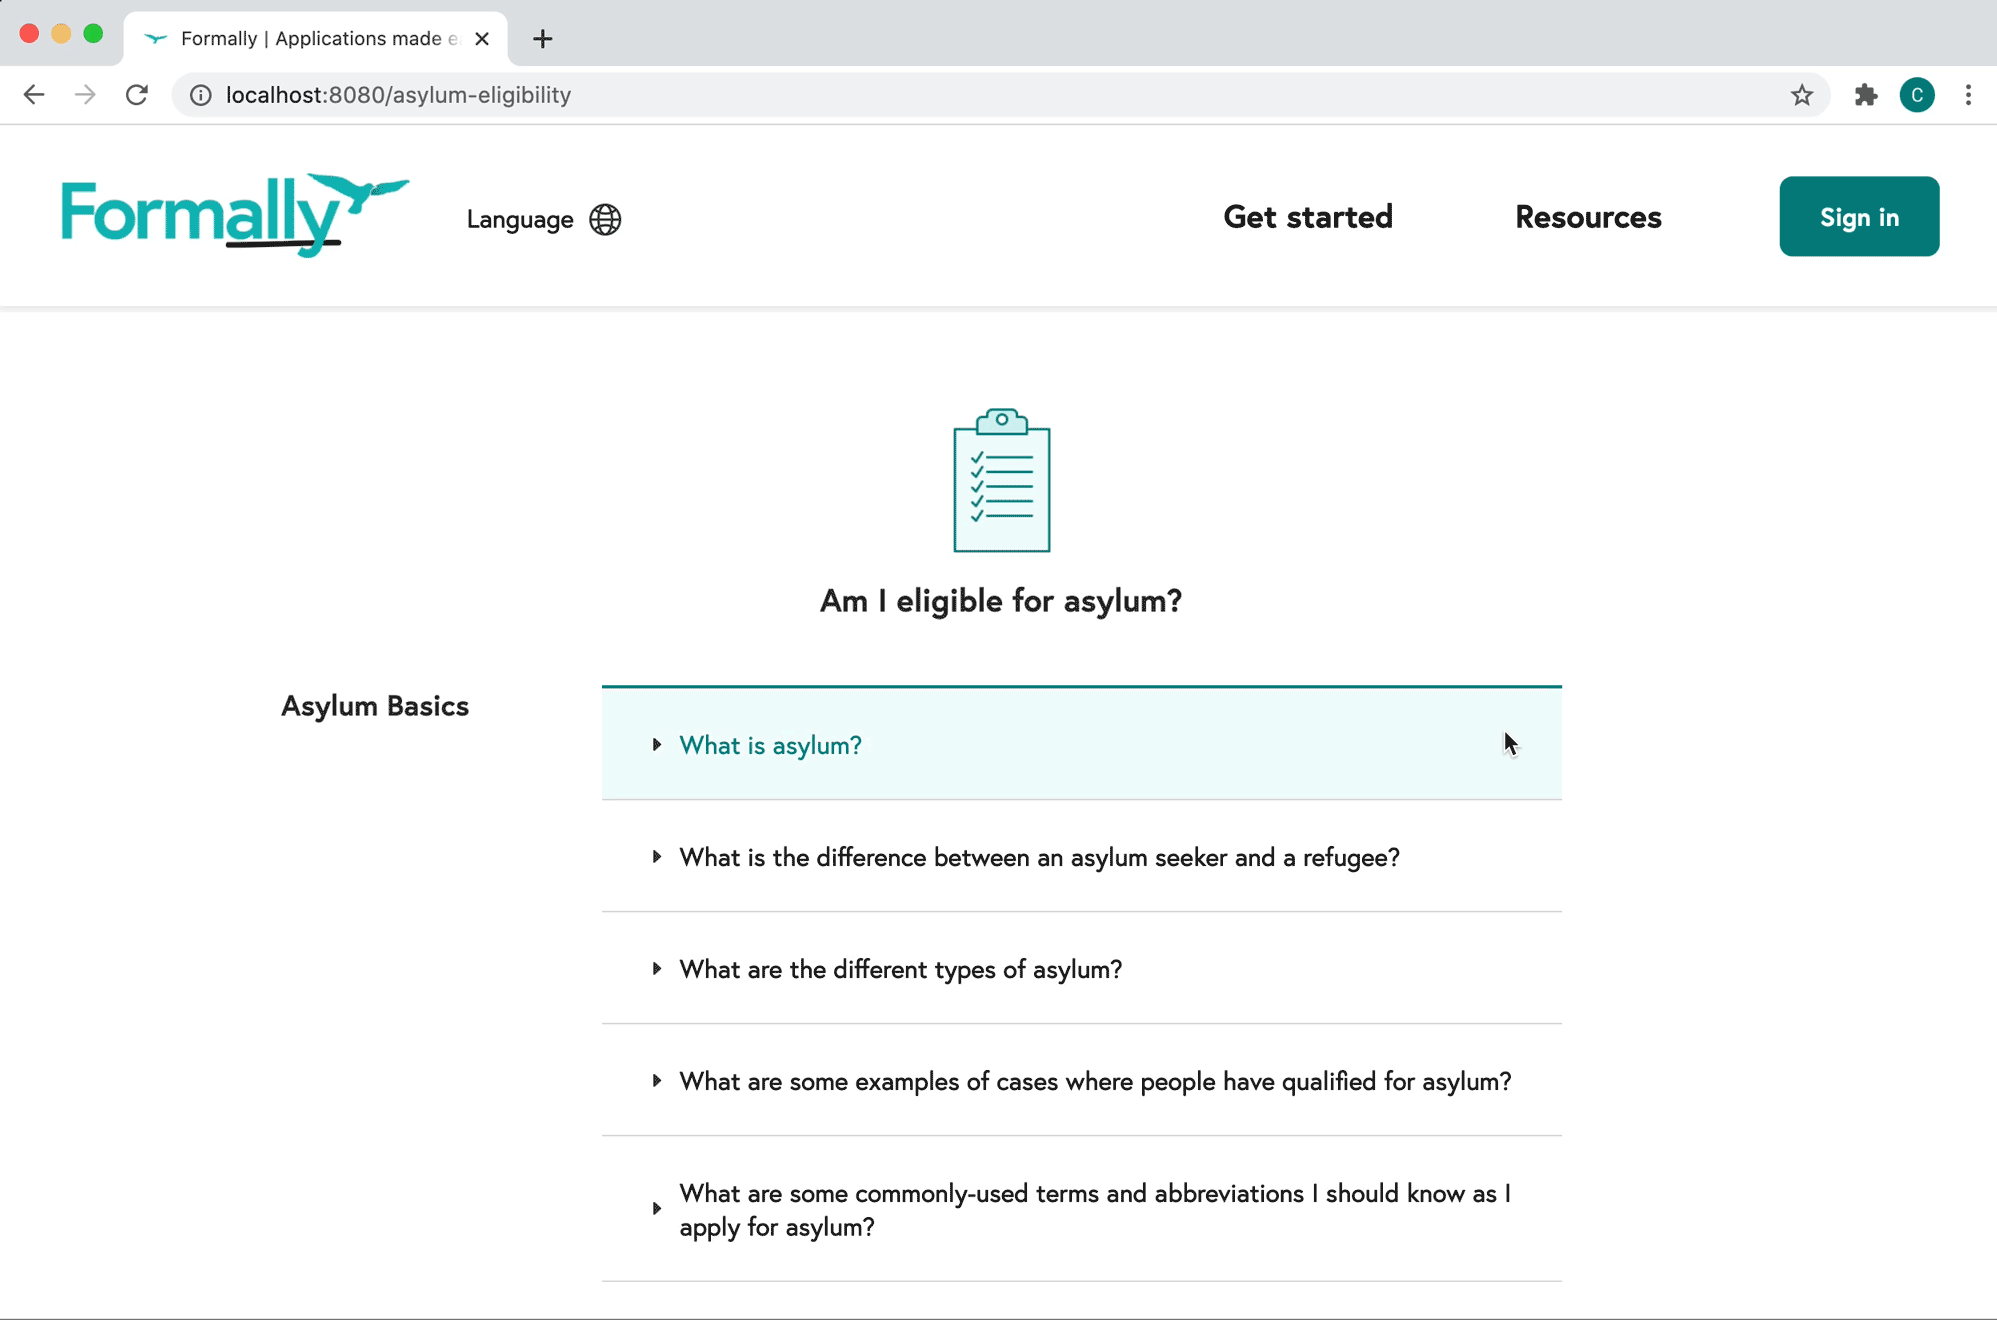 Formally | Applications made e
localhost:8080/asylum-eligibility
Formally
Language
Get started
Resources
Sign in
C
Am I eligible for asylum?
Asylum Basics
What is asylum?
What is the difference between an asylum seeker and a refugee?
What are the different types of asylum?
What are some examples of cases where people have qualified for asylum?
What are some commonly-used terms and abbreviations I should know as I
apply for asylum?